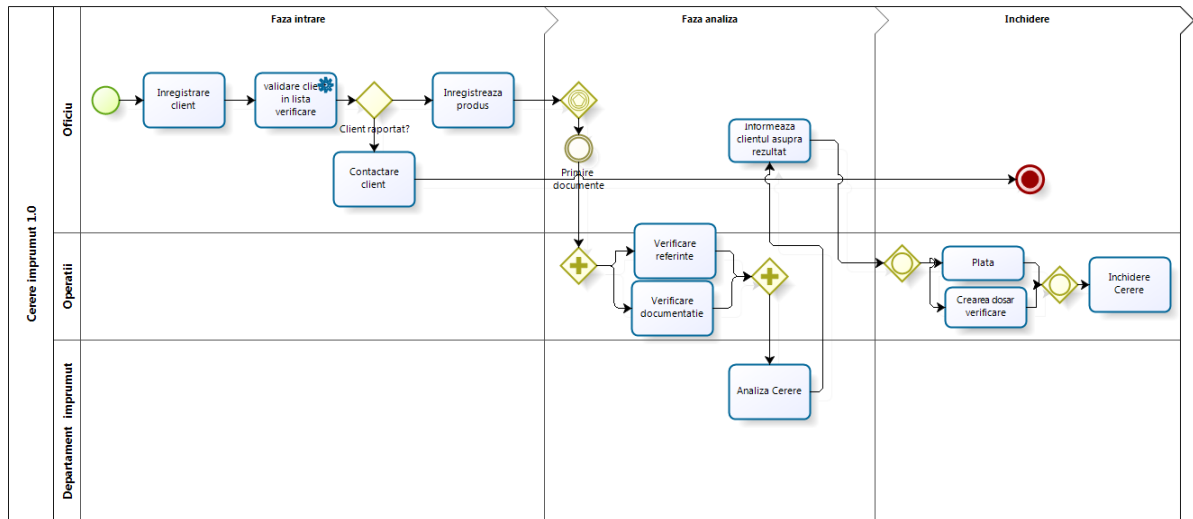 Faza intrare
Faza analiza
Inchidere
Cerere imprumut 1.0
Oficiu
Inregistrare
client
validare client
in lista
verificare
Client raportat?
Inregistreaza
produs
Contactare
client
Primire
documente
Informeaza
clientul asupra
rezultat
Operatii
Verificare
referinte
Verificare
documentatie
Plata
Crearea dosar
verificare
Inchidere
Cerere
Departament imprumut
Analiza Cerere